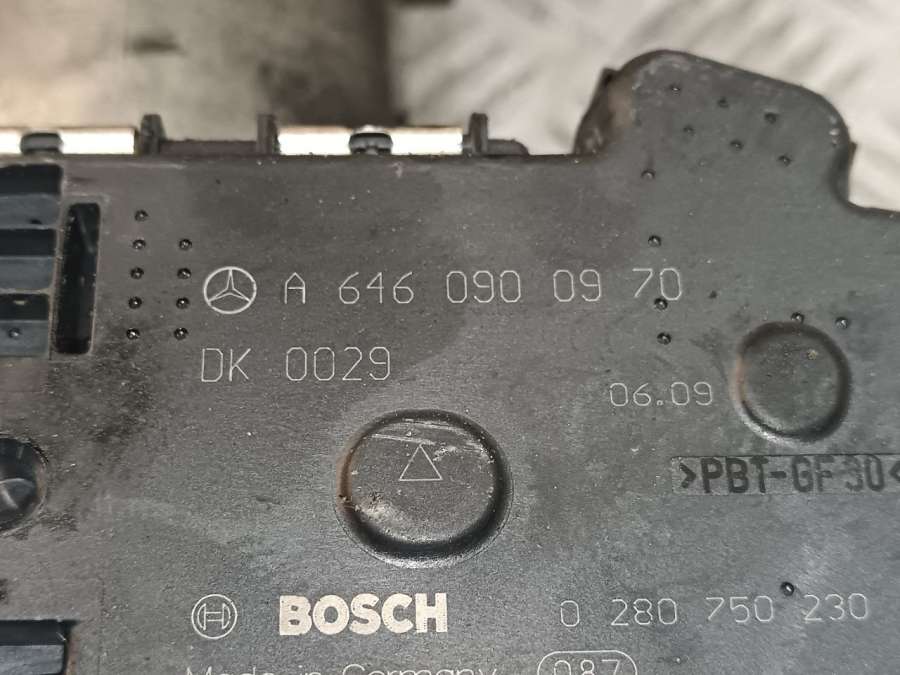 A 646 090 09 70
DK 0029
06.09
>PBT-GF30<
BOSCH 0 280 750 230
Made in Germany 087